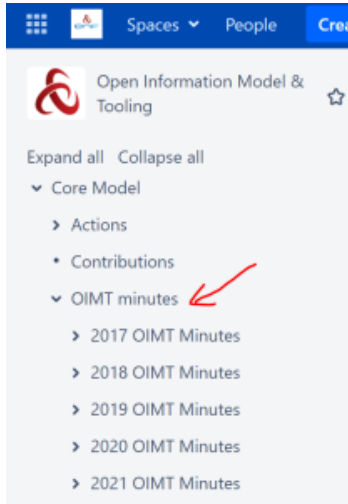 Spaces People Crea
Open Information Model &
Tooling
Expand all Collapse all
Core Model
Actions
Contributions
OIMT minutes
2017 OIMT Minutes
2018 OIMT Minutes
2019 OIMT Minutes
2020 OIMT Minutes
2021 OIMT Minutes